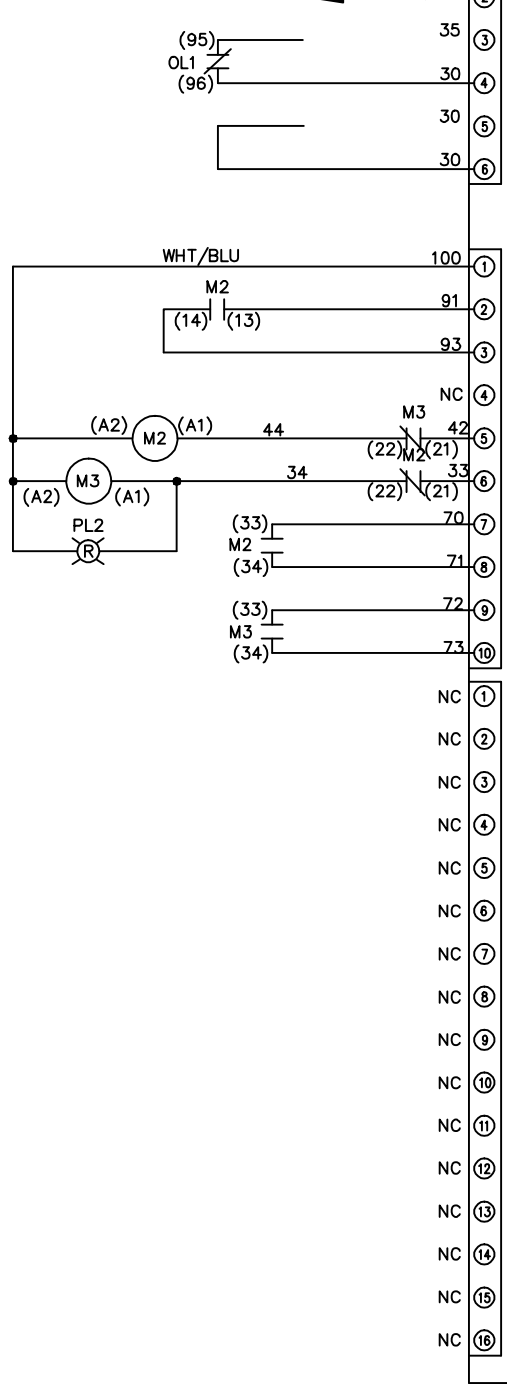 35 3
(95)
OL1
(96) 30 4
30 5
30 6
WHT/BLU 100 1
M2
(14) (13) 91 2
93 3
NC 4
M3
(A2) M2 (A1) 44 (22) (21) 42 5
M2
(A2) M3 (A1) 34 (22) (21) 33 6
PL2
R
(33) 70 7
M2
(34) 71 8
(33) 72 9
M3
(34) 73 10
NC 1
NC 2
NC 3
NC 4
NC 5
NC 6
NC 7
NC 8
NC 9
NC 10
NC 11
NC 12
NC 13
NC 14
NC 15
NC 16